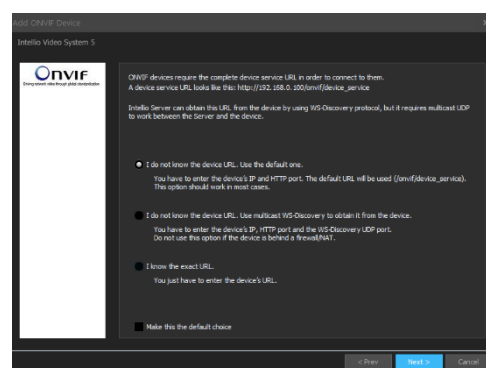 Add ONVIF Device
Intellio Video System 5
Onvif
ONVIF devices require the complete device service URL in order to connect to them.
A device service URL looks like this: http://192.168.0.100/onvif/device_service
Intellio Server can obtain this URL from the device by using WS-Discovery protocol, but it requires multicast UDP
to work between the Server and the device.
I do not know the device URL. Use the default one.
You have to enter the device's IP and HTTP port. The default URL will be used (/onvif/device_service).
This option should work in most cases.
I do not know the device URL. Use multicast WS-Discovery to obtain it from the device.
You have to enter the device's IP, HTTP port and the WS-Discovery UDP port.
Do not use this option if the device is behind a firewall/NAT.
I know the exact URL.
You just have to enter the device's URL.
Make this the default choice
< Prev Next > Cancel